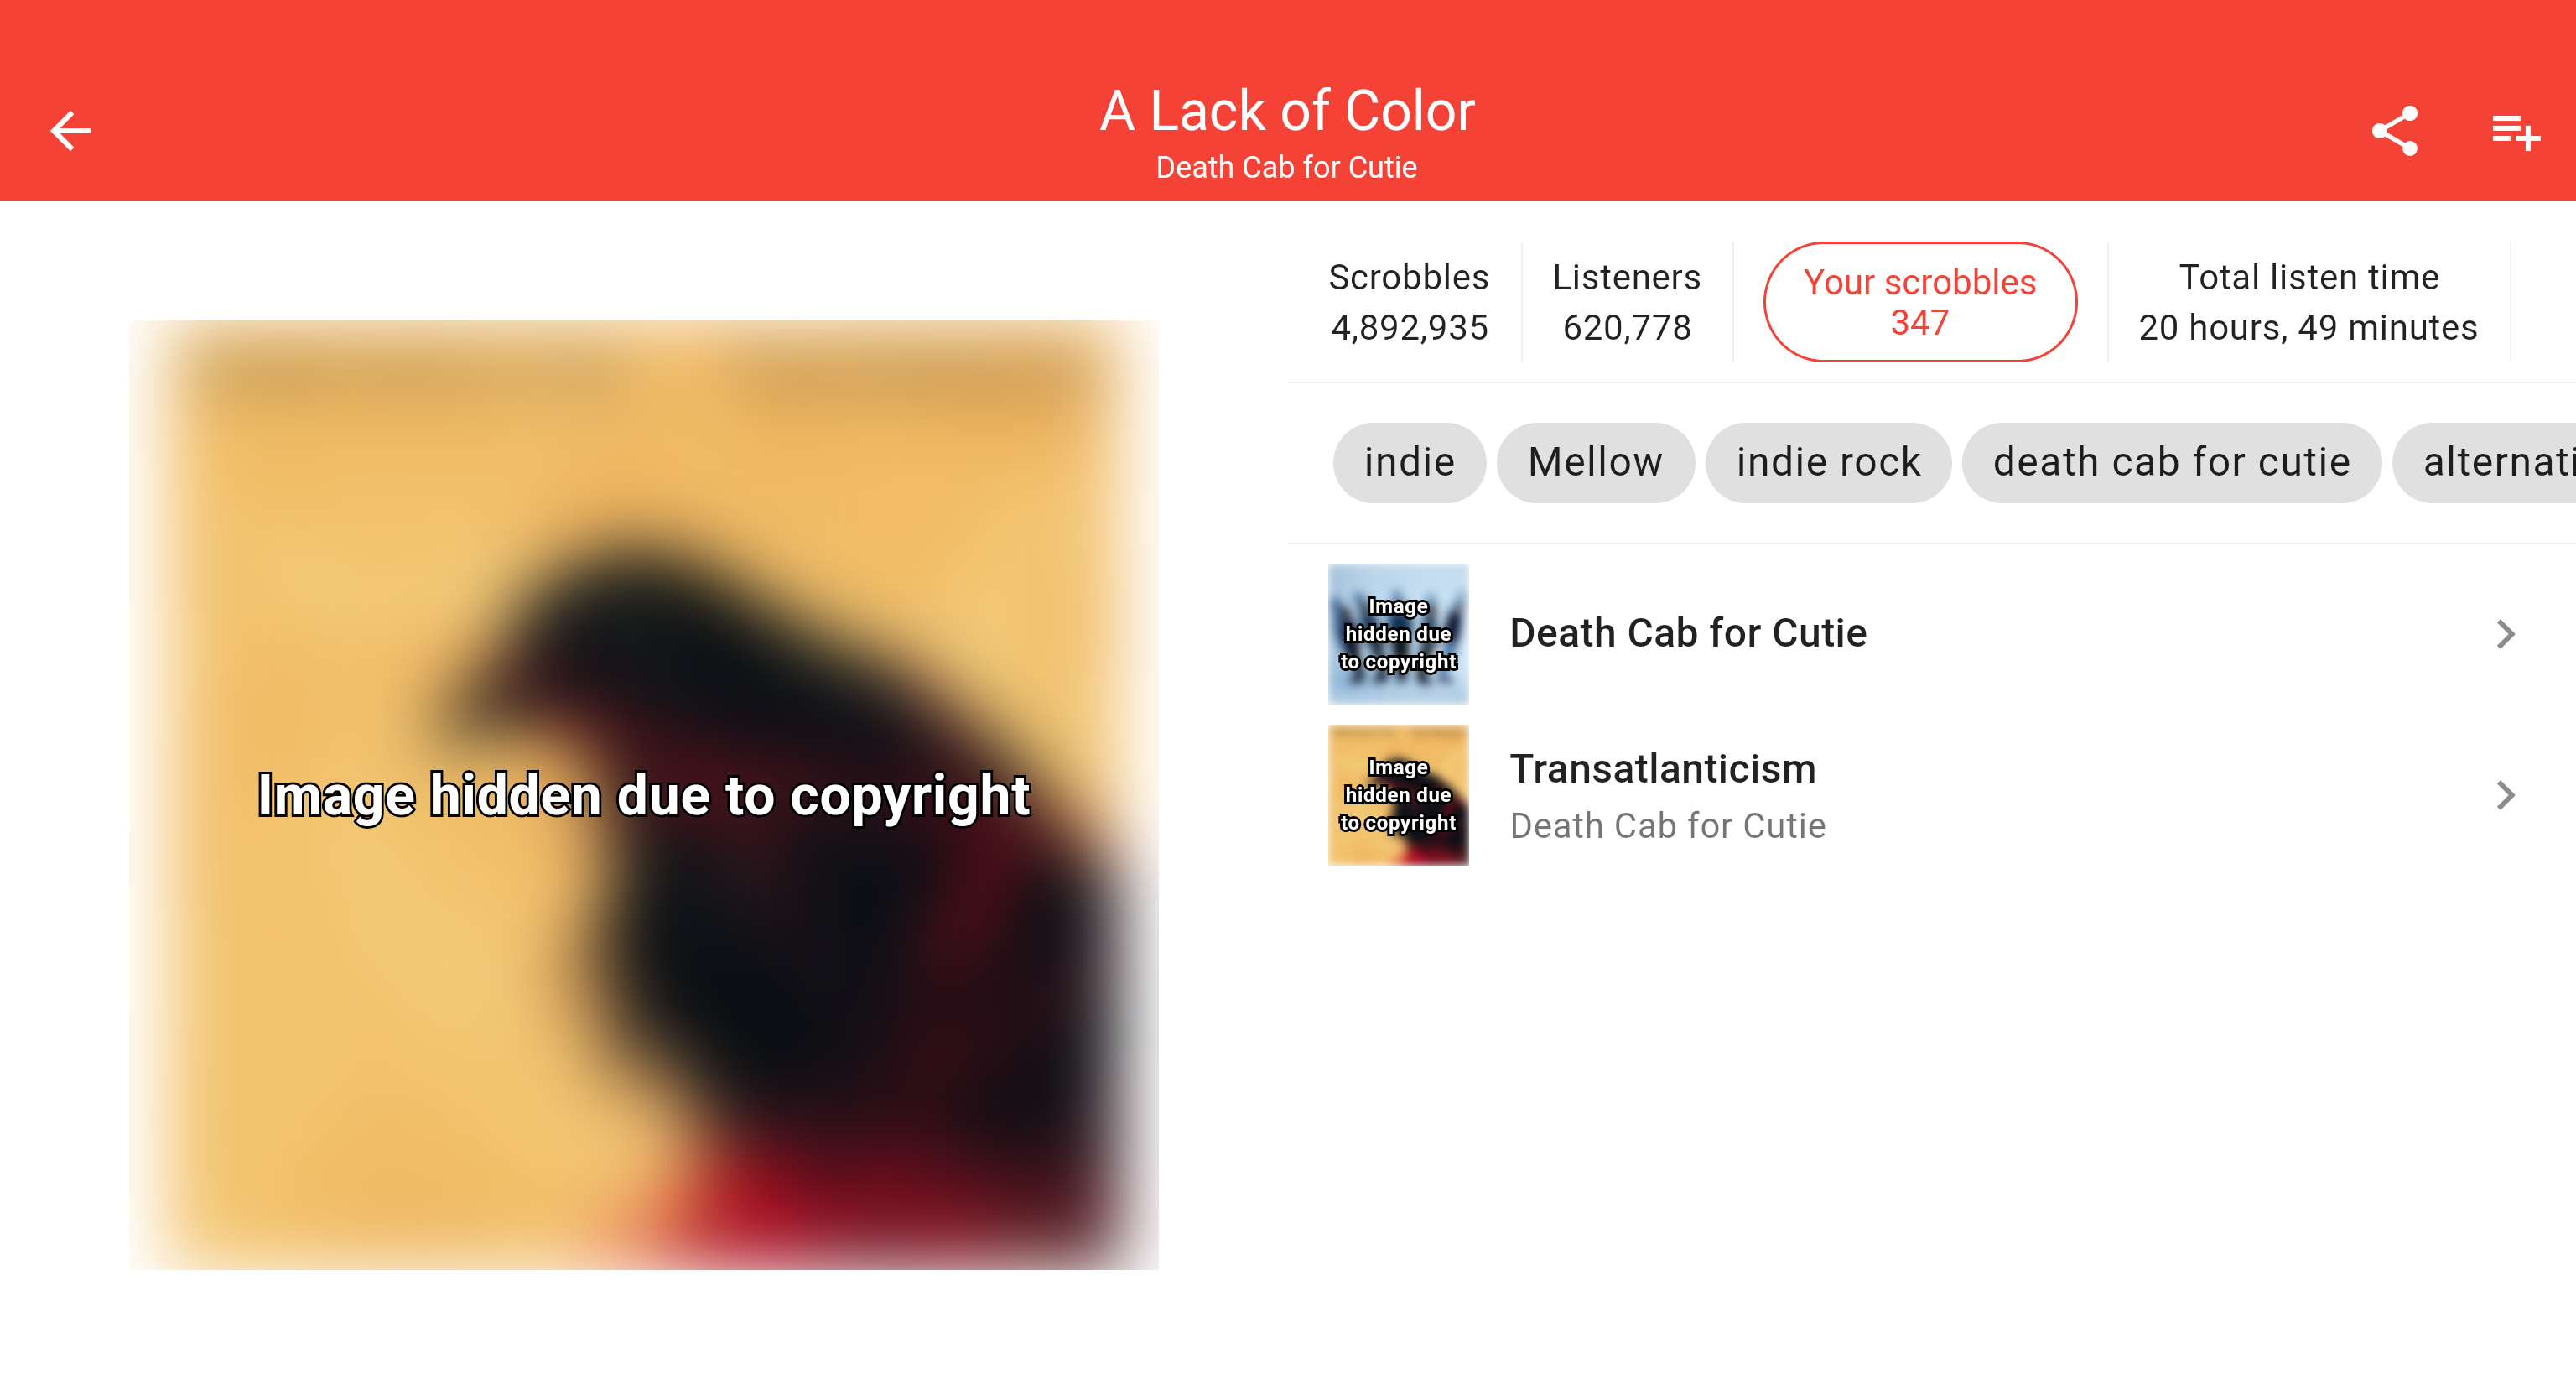 A Lack of Color
Death Cab for Cutie
Scrobbles
4,892,935
Listeners
620,778
Your scrobbles
347
Total listen time
20 hours, 49 minutes
indie
Mellow
indie rock
death cab for cutie
alternati
Image hidden due to copyright
Image
hidden due
to copyright
Death Cab for Cutie
Image
hidden due
to copyright
Transatlanticism
Death Cab for Cutie